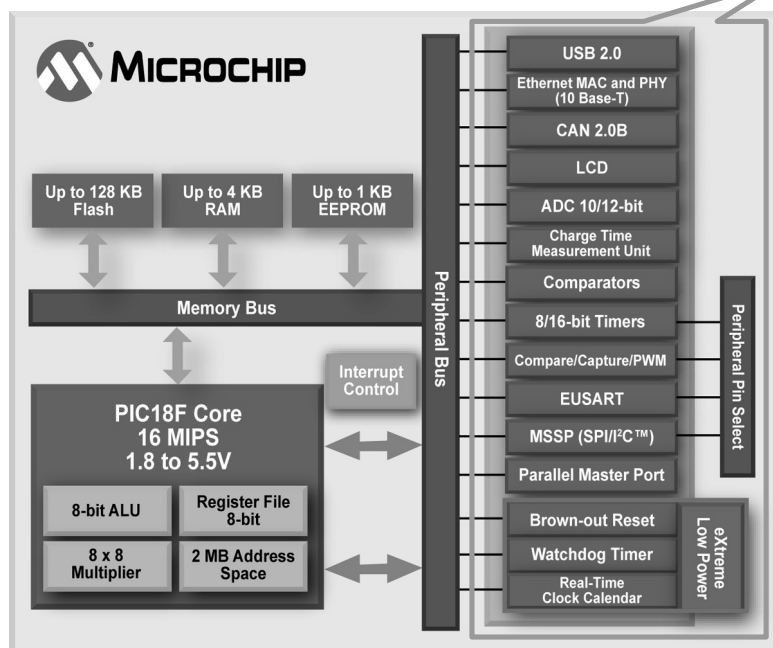 MICROCHIP
Up to 128 KB
Flash
Up to 4 KB
RAM
Up to 1 KB
EEPROM
Memory Bus
Interrupt
Control
PIC18F Core
16 MIPS
1.8 to 5.5V
8-bit ALU
Register File
8-bit
8 x 8
Multiplier
2 MB Address
Space
Peripheral Bus
USB 2.0
Ethernet MAC and PHY
(10 Base-T)
CAN 2.0B
LCD
ADC 10/12-bit
Charge Time
Measurement Unit
Comparators
8/16-bit Timers
Compare/Capture/PWM
EUSART
MSSP (SPI/I²C™)
Parallel Master Port
Brown-out Reset
Watchdog Timer
Real-Time
Clock Calendar
eXtreme
Low Power
Peripheral Pin Select